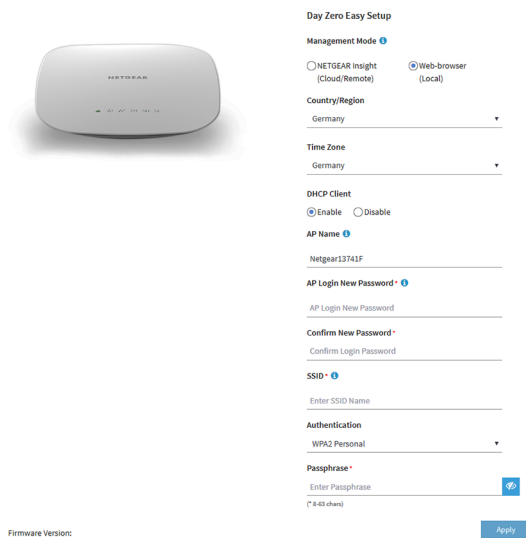 Day Zero Easy Setup
Management Mode
NETGEAR Insight
(Cloud/Remote)
Web-browser
(Local)
Country/Region
Germany
Time Zone
Germany
DHCP Client
Enable Disable
AP Name
Netgear13741F
AP Login New Password *
AP Login New Password
Confirm New Password *
Confirm Login Password
SSID *
Enter SSID Name
Authentication
WPA2 Personal
Passphrase *
Enter Passphrase
(* 8-63 chars)
Apply
Firmware Version:
NETGEAR